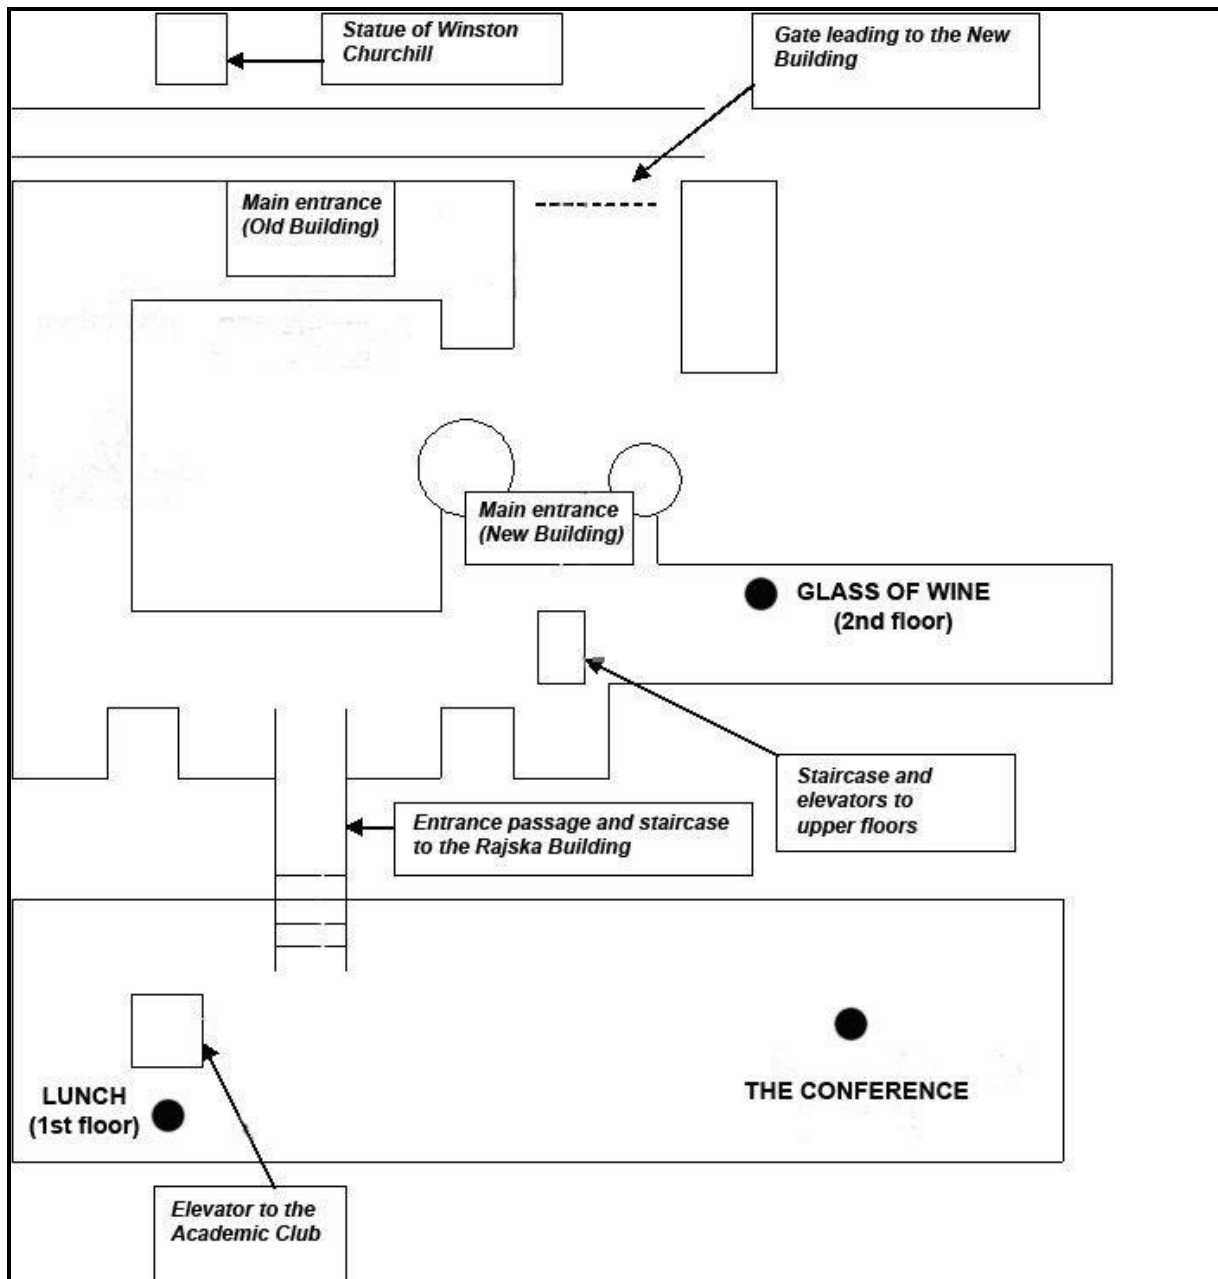 Statue of Winston
Churchill
Gate leading to the New
Building
Main entrance
(Old Building)
Main entrance
(New Building)
GLASS OF WINE
(2nd floor)
Staircase and
elevators to
upper floors
Entrance passage and staircase
to the Rajska Building
THE CONFERENCE
LUNCH
(1st floor)
Elevator to the
Academic Club